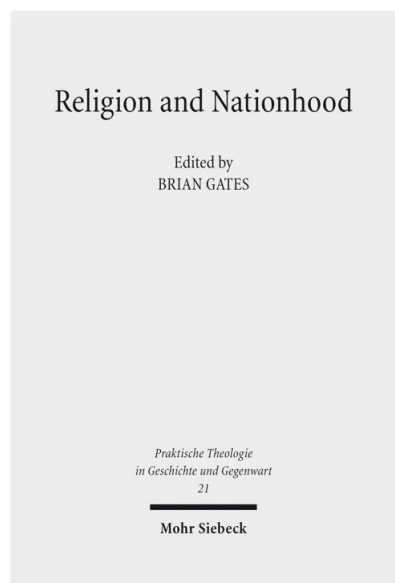 Religion and Nationhood
Edited by
BRIAN GATES
Praktische Theologie
in Geschichte und Gegenwart
21
Mohr Siebeck